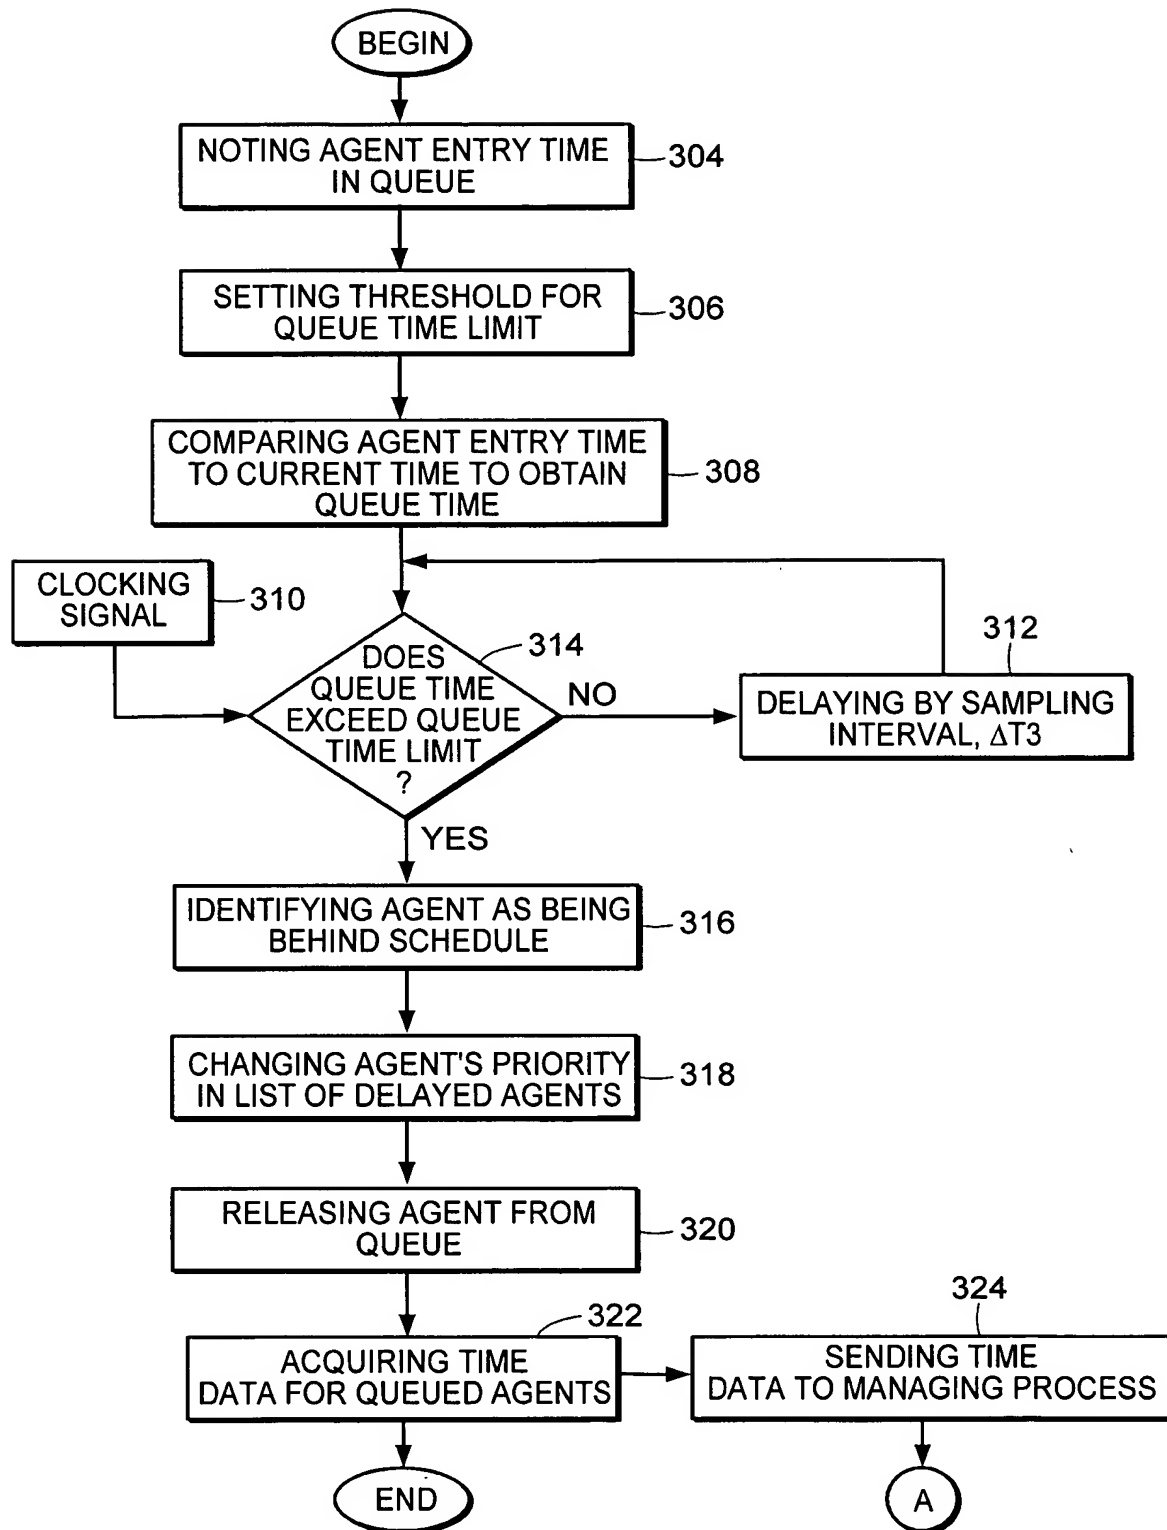 BEGIN
NOTING AGENT ENTRY TIME
IN QUEUE
304
SETTING THRESHOLD FOR
QUEUE TIME LIMIT
306
COMPARING AGENT ENTRY TIME
TO CURRENT TIME TO OBTAIN
QUEUE TIME
308
CLOCKING
SIGNAL
310
DOES
QUEUE TIME
EXCEED QUEUE
TIME LIMIT
?
314
NO
312
DELAYING BY SAMPLING
INTERVAL, ΔT3
YES
IDENTIFYING AGENT AS BEING
BEHIND SCHEDULE
316
CHANGING AGENT'S PRIORITY
IN LIST OF DELAYED AGENTS
318
RELEASING AGENT FROM
QUEUE
320
322
ACQUIRING TIME
DATA FOR QUEUED AGENTS
324
SENDING TIME
DATA TO MANAGING PROCESS
END
A